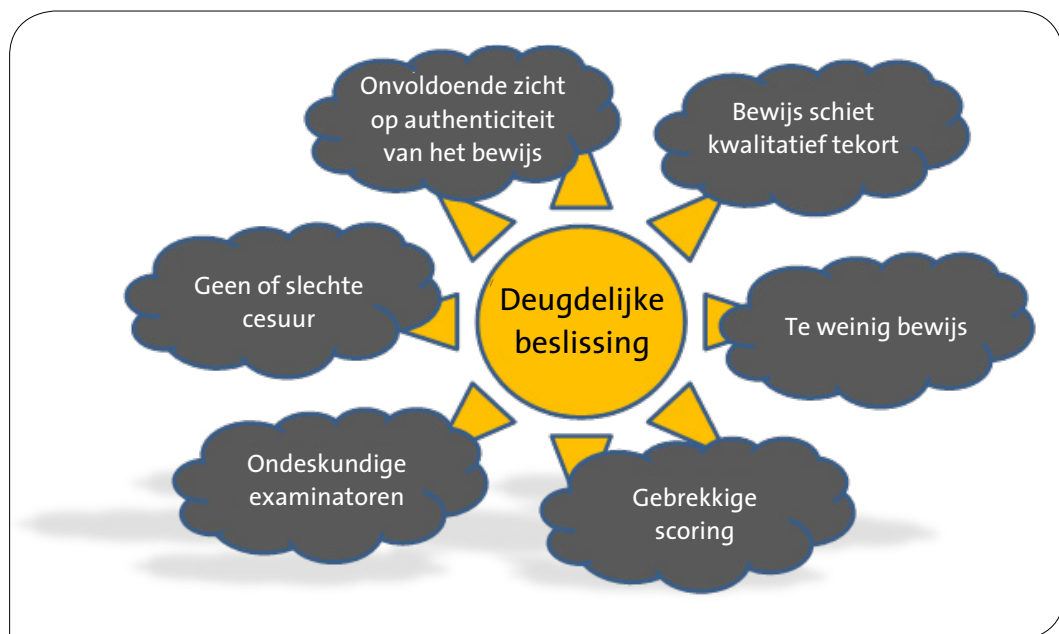 Onvoldoende zicht
op authenticiteit
van het bewijs
Bewijs schiet
kwalitatief tekort
Geen of slechte
cesuur
Deugdelijke
beslissing
Te weinig bewijs
Ondeskundige
examinatoren
Gebrekkige
scoring